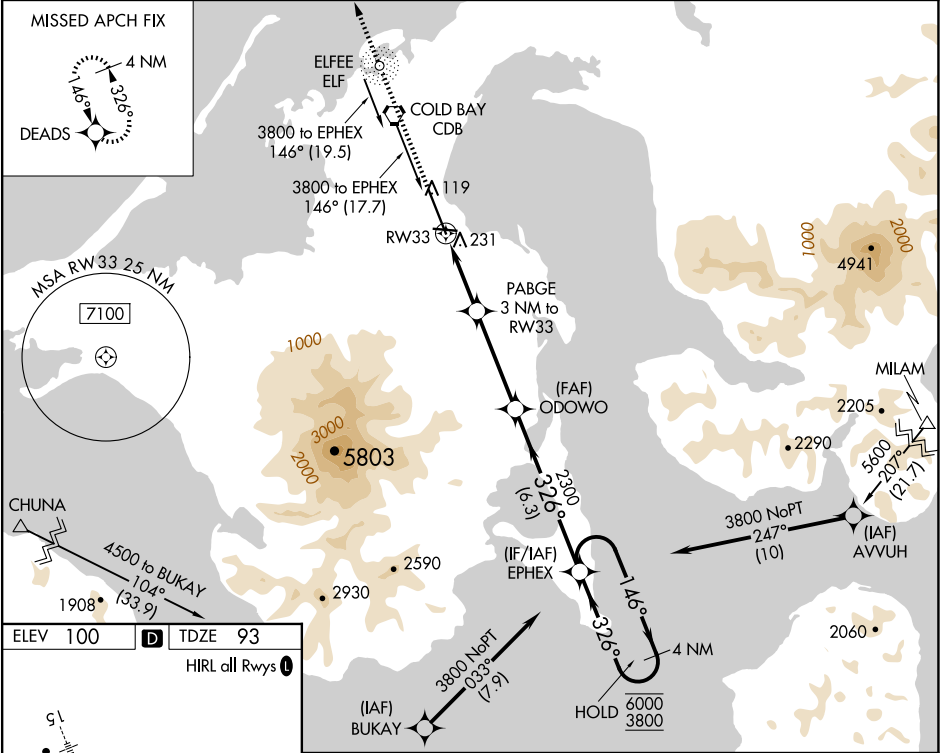 MISSED APCH FIX
4 NM
146°
326°
DEADS
ELFEE
ELF
COLD BAY
CDB
3800 to EPHEX
146° (19.5)
3800 to EPHEX
146° (17.7)
119
RW33
231
MSA RW33 25 NM
7100
PABGE
3 NM to
RW33
1000
2000
4941
1000
3000
2000
5803
(FAF)
ODOWO
MILAM
2205
2290
5600
207°
(21.7)
2300
326°
(6.3)
CHUNA
4500 to BUKAY
104°
(33.9)
1908
2590
2930
3800 NoPT
247°
(10)
(IAF)
AVVUH
(IF/IAF)
EPHEX
146°
326°
4 NM
HOLD
6000
3800
2060
3800 NoPT
033°
(7.9)
(IAF)
BUKAY
ELEV 100 D TDZE 93
HIRL all Rwys L
15